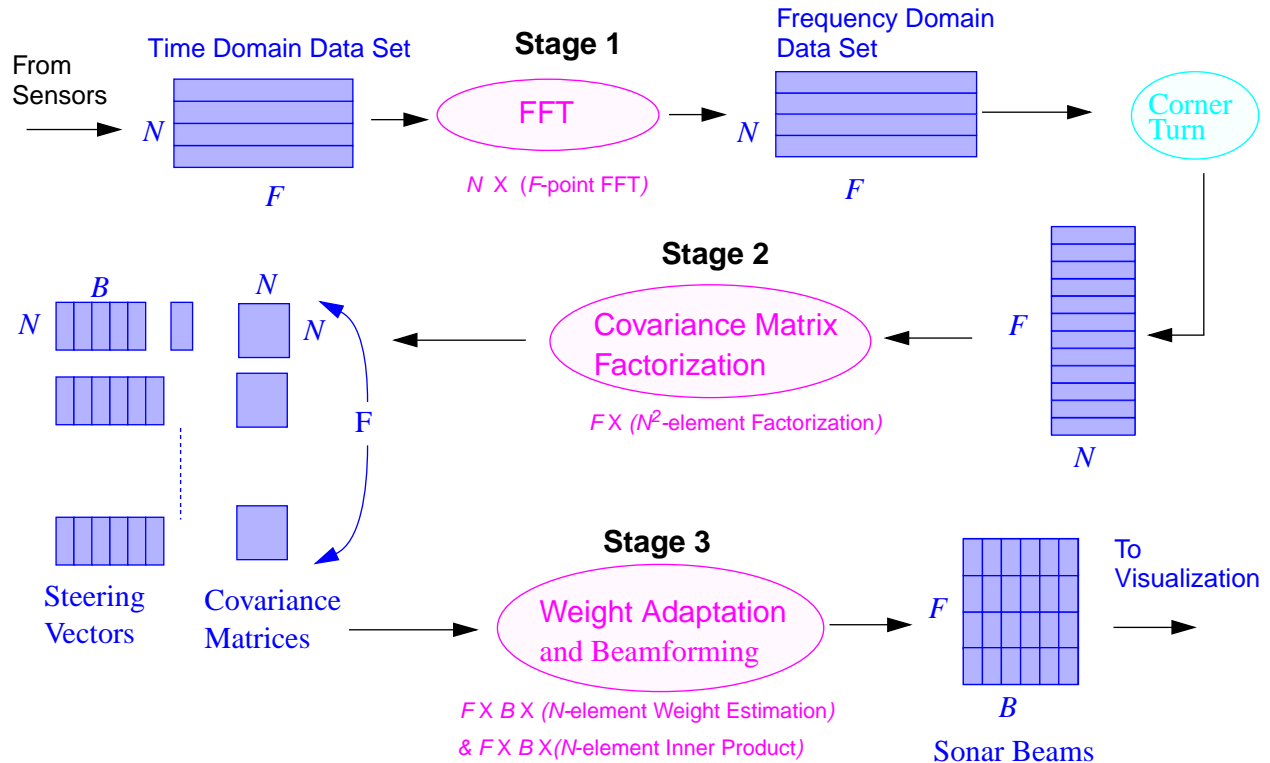 From
Sensors
Time Domain Data Set
N
F
Stage 1
FFT
N X (F-point FFT)
Frequency Domain
Data Set
N
F
Corner
Turn
F
N
Stage 2
Covariance Matrix
Factorization
F X (N²-element Factorization)
B
N
N
N
F
Steering
Vectors
Covariance
Matrices
Stage 3
Weight Adaptation
and Beamforming
F X B X (N-element Weight Estimation)
& F X B X(N-element Inner Product)
F
B
Sonar Beams
To
Visualization